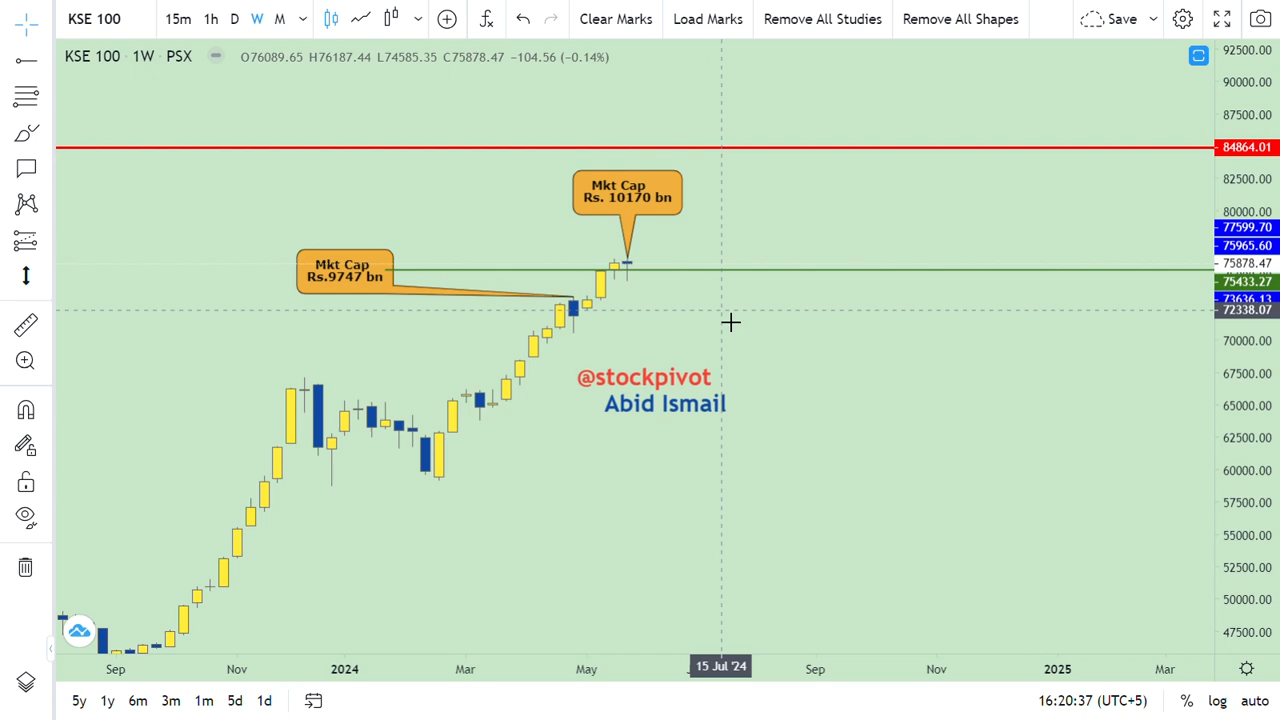 KSE 100 15m 1h D W M Clear Marks Load Marks Remove All Studies Remove All Shapes Save
KSE 100 · 1W · PSX O76089.65 H76187.44 L74585.35 C75878.47 −104.56 (−0.14%)
92500.00
90000.00
87500.00
84864.01
82500.00
80000.00
Mkt Cap
Rs. 10170 bn
77599.70
75965.60
75878.47
75433.27
73636.13
72338.07
Mkt Cap
Rs.9747 bn
70000.00
67500.00
65000.00
62500.00
60000.00
57500.00
55000.00
52500.00
50000.00
47500.00
@stockpivot
Abid Ismail
Sep Nov 2024 Mar May 15 Jul '24 Sep Nov 2025 Mar
5y 1y 6m 3m 1m 5d 1d 16:20:37 (UTC+5) % log auto